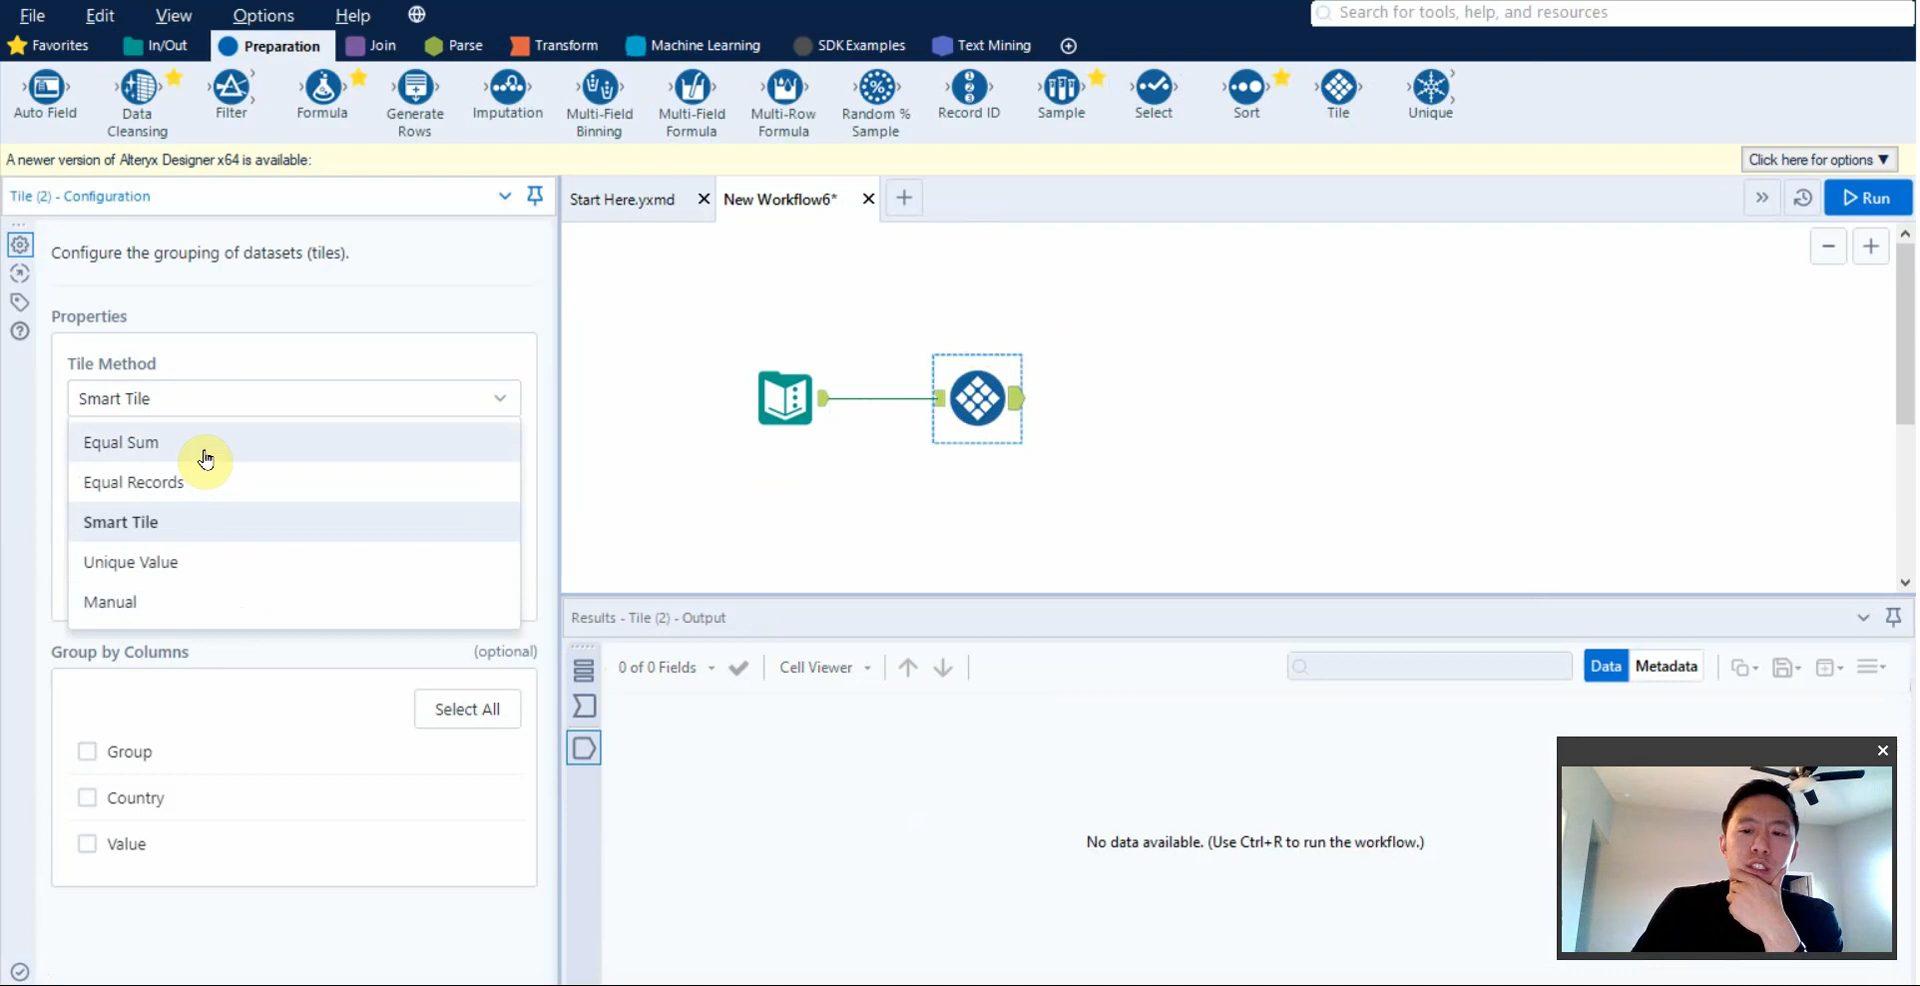 File Edit View Options Help
Search for tools, help, and resources
Favorites In/Out Preparation Join Parse Transform Machine Learning SDK Examples Text Mining
Auto Field
Data
Cleansing
Filter
Formula
Generate
Rows
Imputation
Multi-Field
Binning
Multi-Field
Formula
Multi-Row
Formula
Random %
Sample
Record ID
Sample
Select
Sort
Tile
Unique
A newer version of Alteryx Designer x64 is available:
Click here for options ▼
Tile (2) - Configuration
Start Here.yxmd
New Workflow6*
Run
Configure the grouping of datasets (tiles).
Properties
Tile Method
Smart Tile
Equal Sum
Equal Records
Smart Tile
Unique Value
Manual
Group by Columns (optional)
Select All
Group
Country
Value
Results - Tile (2) - Output
0 of 0 Fields
Cell Viewer
Data
Metadata
No data available. (Use Ctrl+R to run the workflow.)